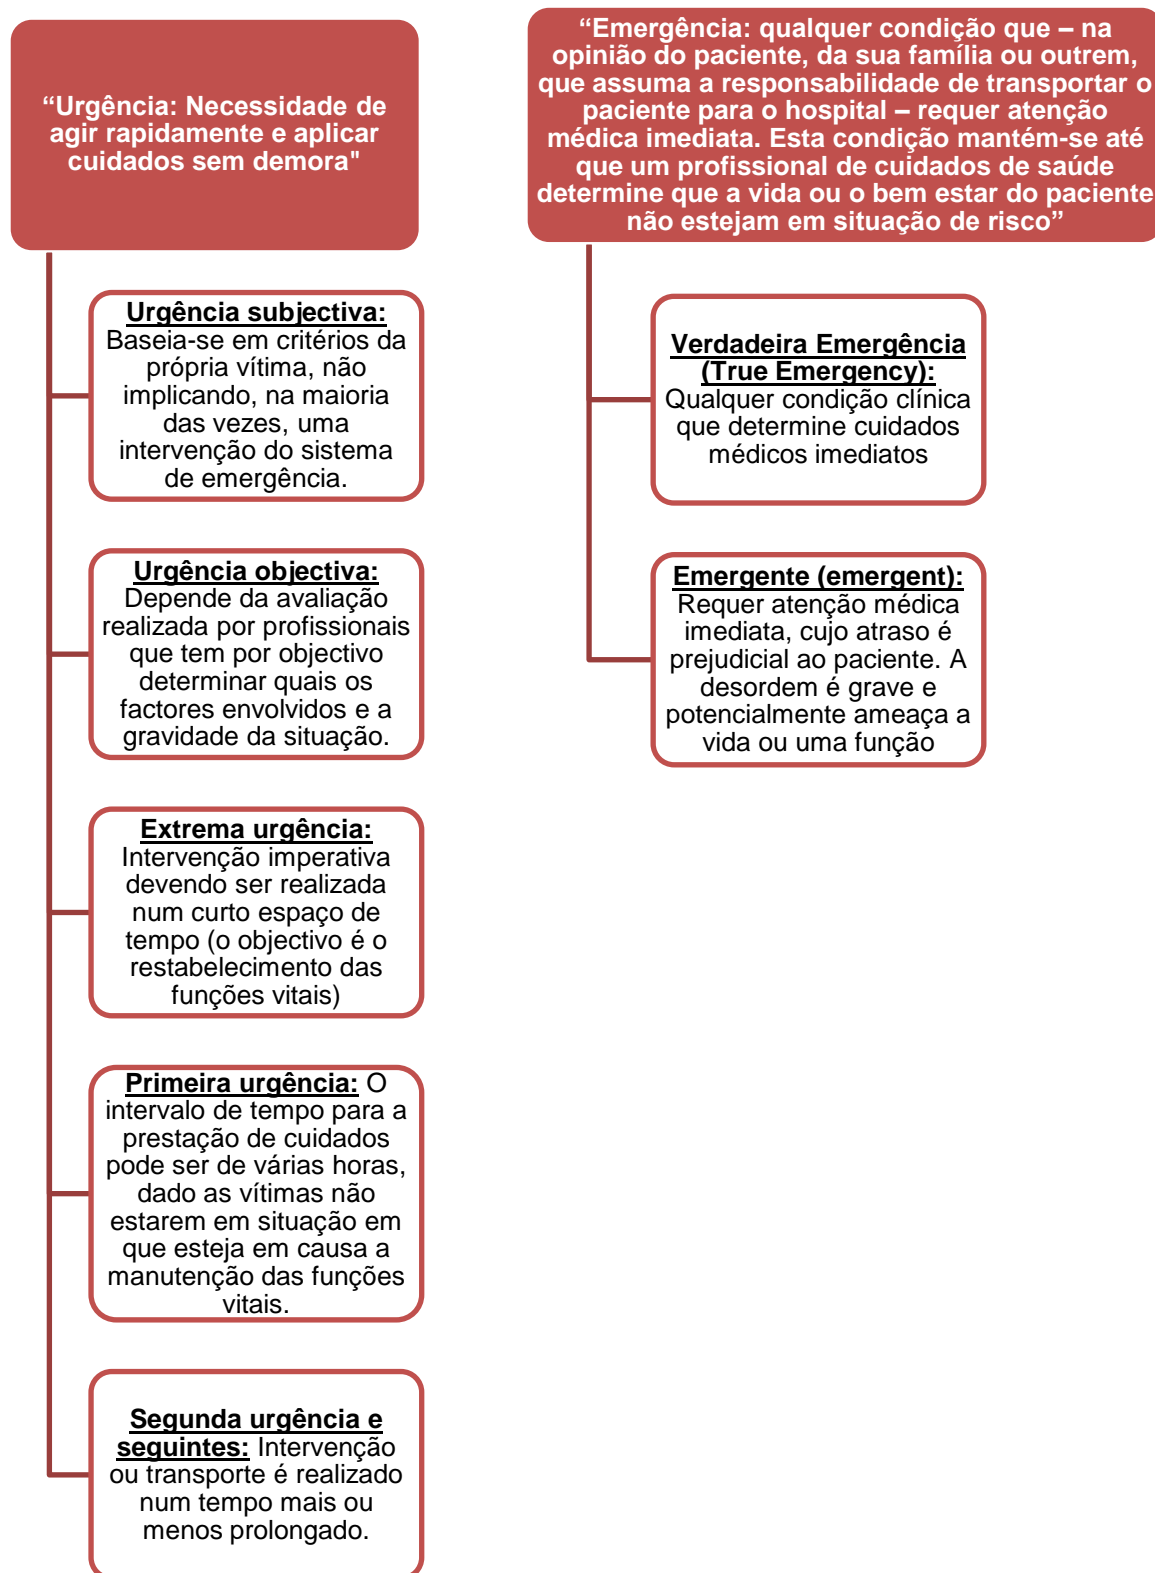 “Urgência: Necessidade de
agir rapidamente e aplicar
cuidados sem demora"
Urgência subjectiva:
Baseia-se em critérios da
própria vítima, não
implicando, na maioria
das vezes, uma
intervenção do sistema
de emergência.
Urgência objectiva:
Depende da avaliação
realizada por profissionais
que tem por objectivo
determinar quais os
factores envolvidos e a
gravidade da situação.
Extrema urgência:
Intervenção imperativa
devendo ser realizada
num curto espaço de
tempo (o objectivo é o
restabelecimento das
funções vitais)
Primeira urgência: O
intervalo de tempo para a
prestação de cuidados
pode ser de várias horas,
dado as vítimas não
estarem em situação em
que esteja em causa a
manutenção das funções
vitais.
Segunda urgência e
seguintes: Intervenção
ou transporte é realizado
num tempo mais ou
menos prolongado.
“Emergência: qualquer condição que – na
opinião do paciente, da sua família ou outrem,
que assuma a responsabilidade de transportar o
paciente para o hospital – requer atenção
médica imediata. Esta condição mantém-se até
que um profissional de cuidados de saúde
determine que a vida ou o bem estar do paciente
não estejam em situação de risco”
Verdadeira Emergência
(True Emergency):
Qualquer condição clínica
que determine cuidados
médicos imediatos
Emergente (emergent):
Requer atenção médica
imediata, cujo atraso é
prejudicial ao paciente. A
desordem é grave e
potencialmente ameaça a
vida ou uma função